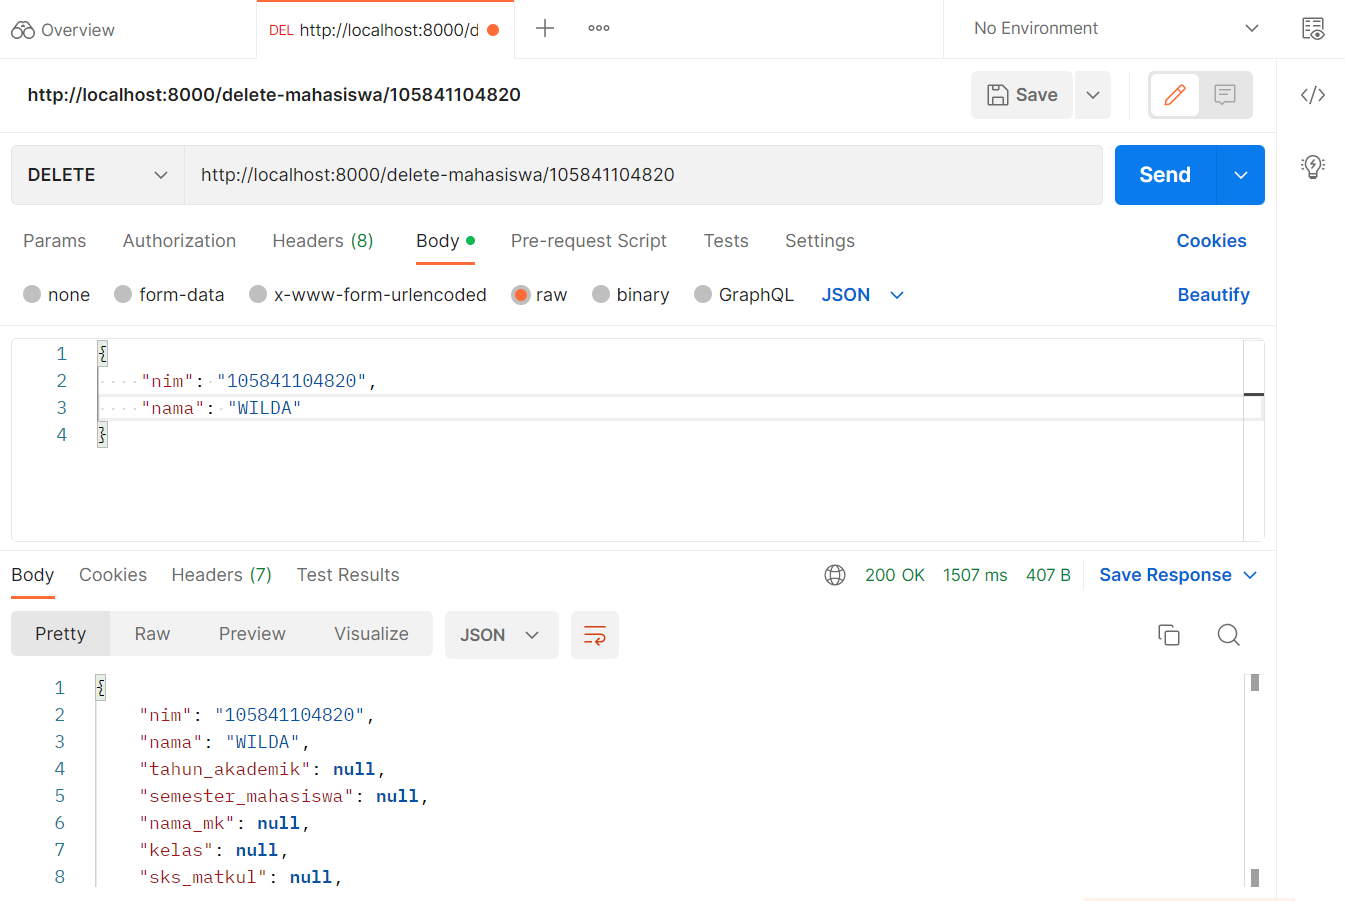 Overview
DEL http://localhost:8000/d
No Environment
http://localhost:8000/delete-mahasiswa/105841104820
Save
DELETE
http://localhost:8000/delete-mahasiswa/105841104820
Send
Params Authorization Headers (8) Body Pre-request Script Tests Settings Cookies
none form-data x-www-form-urlencoded raw binary GraphQL JSON Beautify
1 {
2 "nim": "105841104820",
3 "nama": "WILDA"
4 }
Body Cookies Headers (7) Test Results 200 OK 1507 ms 407 B Save Response
Pretty Raw Preview Visualize JSON
1 {
2 "nim": "105841104820",
3 "nama": "WILDA",
4 "tahun_akademik": null,
5 "semester_mahasiswa": null,
6 "nama_mk": null,
7 "kelas": null,
8 "sks_matkul": null,